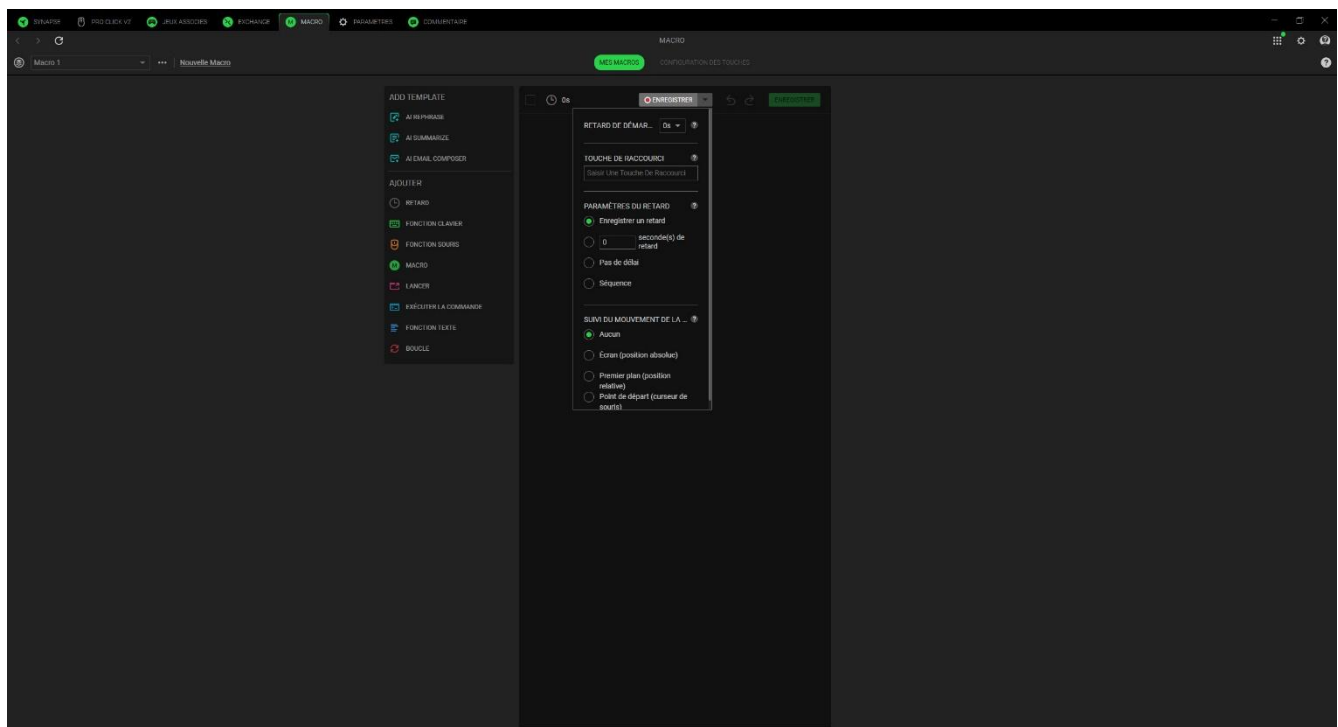 SYNAPSE PRO CLICK V2 JEUX ASSOCIÉS EXCHANGE MACRO PARAMÈTRES COMMENTAIRE
MACRO
Macro 1 Nouvelle Macro MES MACROS CONFIGURATION DES TOUCHES
ADD TEMPLATE
AI REPHRASE
AI SUMMARIZE
AI EMAIL COMPOSER
AJOUTER
RETARD
FONCTION CLAVIER
FONCTION SOURIS
MACRO
LANCER
EXÉCUTER LA COMMANDE
FONCTION TEXTE
BOUCLE
0s ENREGISTRER ENREGISTRER
RETARD DE DÉMAR... 0s
TOUCHE DE RACCOURCI
Saisir Une Touche De Raccourci
PARAMÈTRES DU RETARD
Enregistrer un retard
0 seconde(s) de
retard
Pas de délai
Séquence
SUIVI DU MOUVEMENT DE LA ...
Aucun
Écran (position absolue)
Premier plan (position
relative)
Point de départ (curseur de
souris)